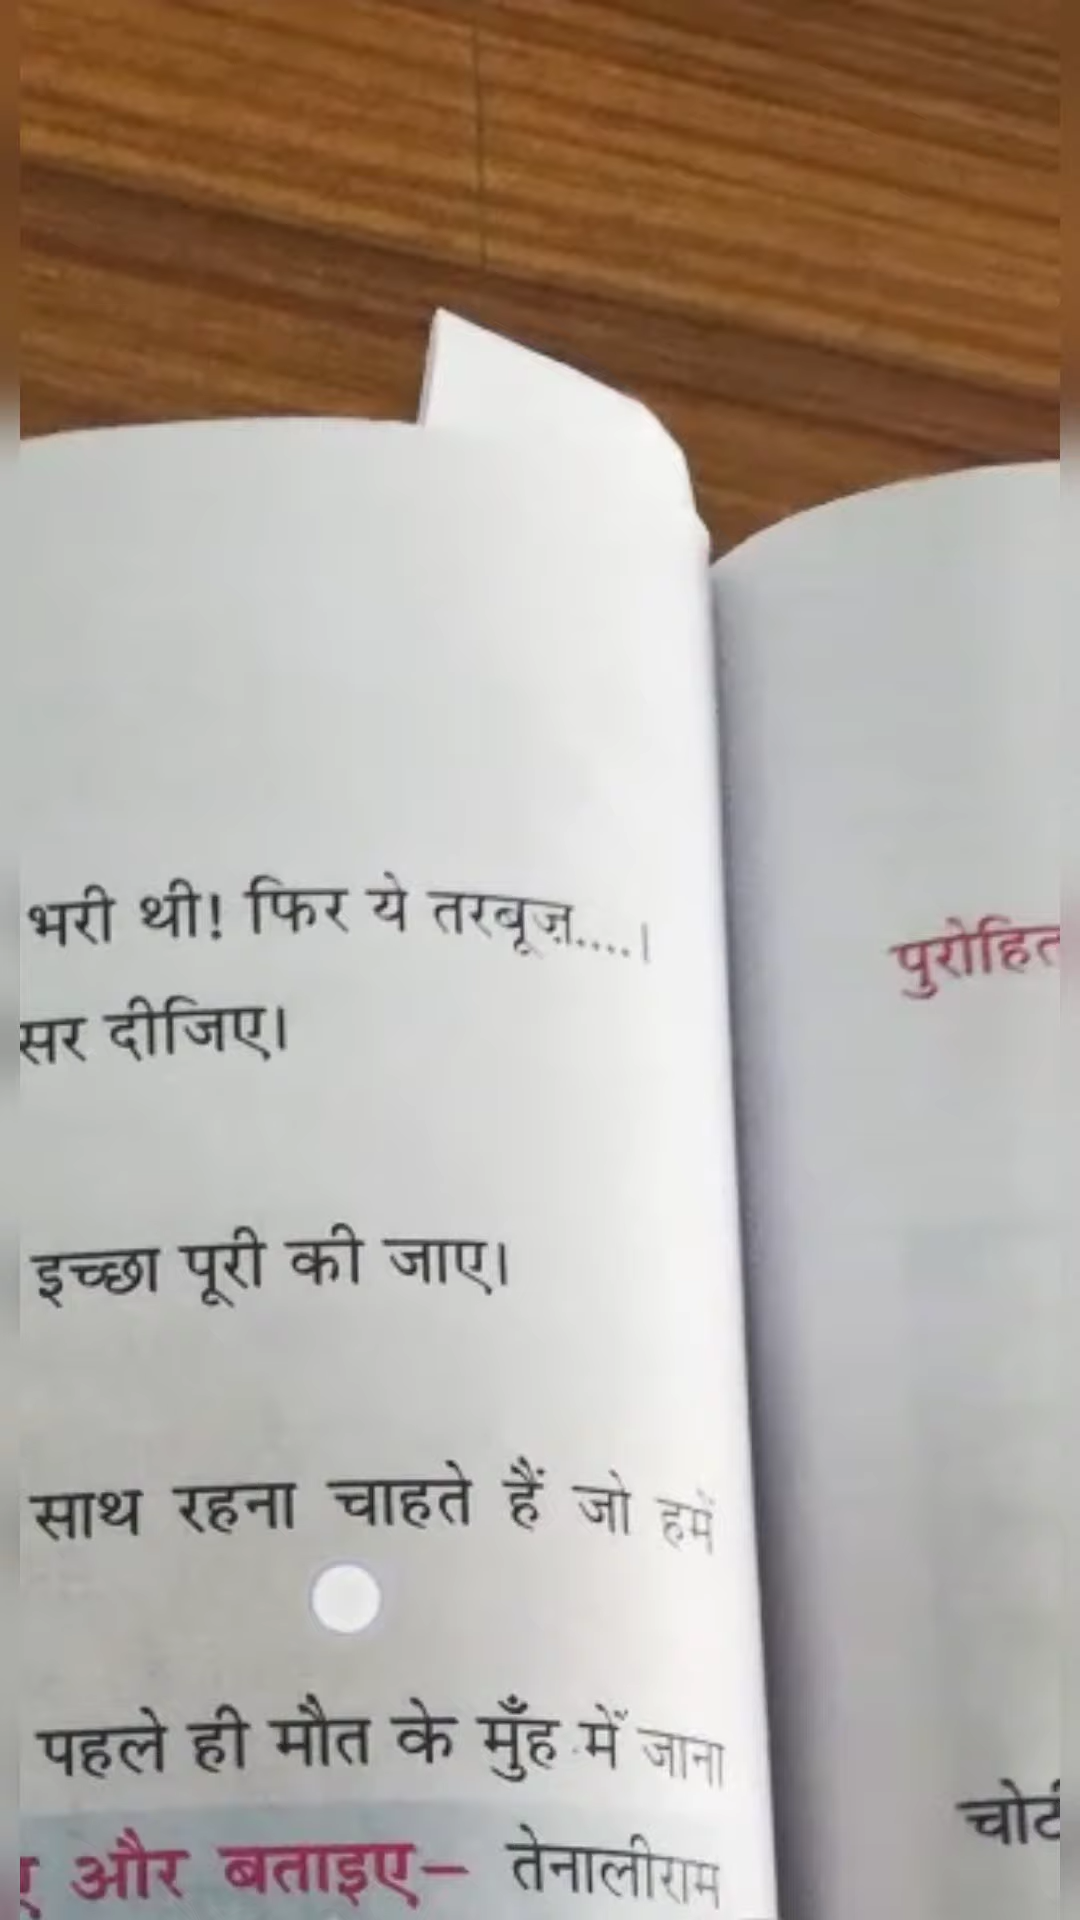 भरी थी! फिर ये तरबूज़....।
सर दीजिए।
इच्छा पूरी की जाए।
साथ रहना चाहते हैं जो हमें
पहले ही मौत के मुँह में जाना
और बताइए– तेनालीराम
पुरोहित